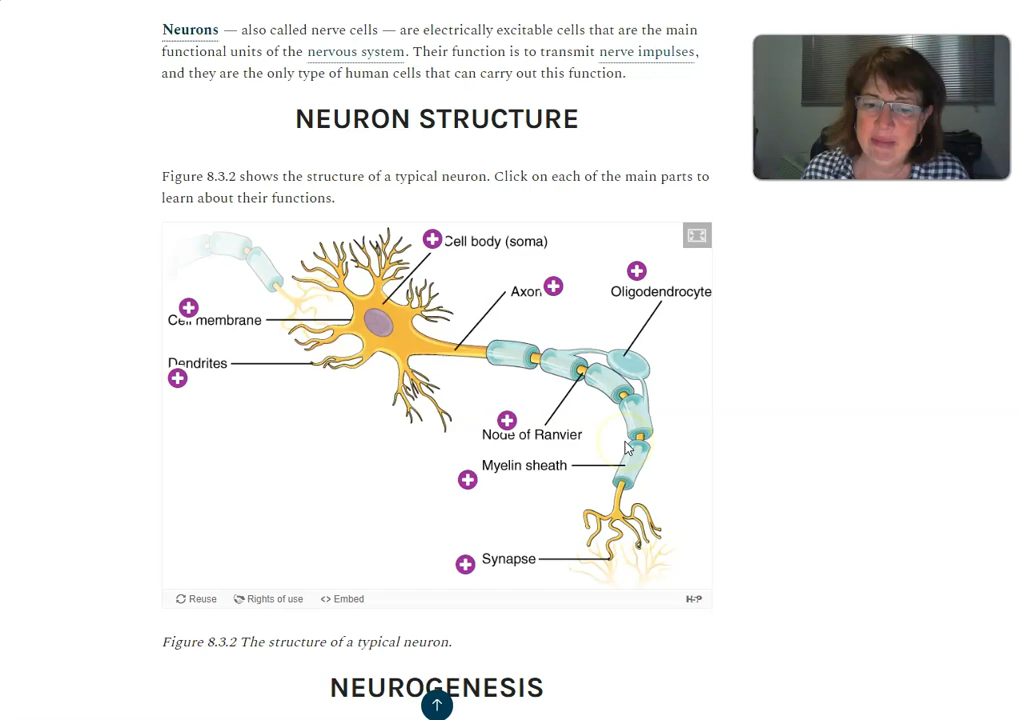 Neurons — also called nerve cells — are electrically excitable cells that are the main
functional units of the nervous system. Their function is to transmit nerve impulses,
and they are the only type of human cells that can carry out this function.
NEURON STRUCTURE
Figure 8.3.2 shows the structure of a typical neuron. Click on each of the main parts to
learn about their functions.
Cell body (soma)
Axon
Oligodendrocyte
Cell membrane
Dendrites
Node of Ranvier
Myelin sheath
Synapse
Reuse Rights of use <> Embed H-P
Figure 8.3.2 The structure of a typical neuron.
NEUROGENESIS